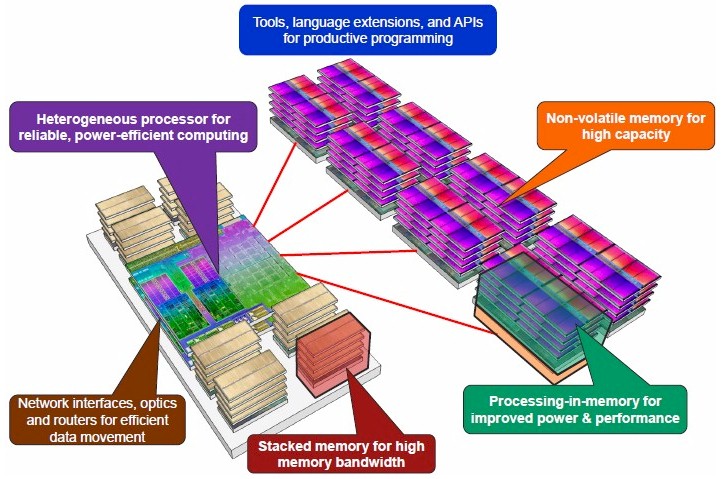 Tools, language extensions, and APIs
for productive programming
Heterogeneous processor for
reliable, power-efficient computing
Non-volatile memory for
high capacity
Network interfaces, optics
and routers for efficient
data movement
Stacked memory for high
memory bandwidth
Processing-in-memory for
improved power & performance